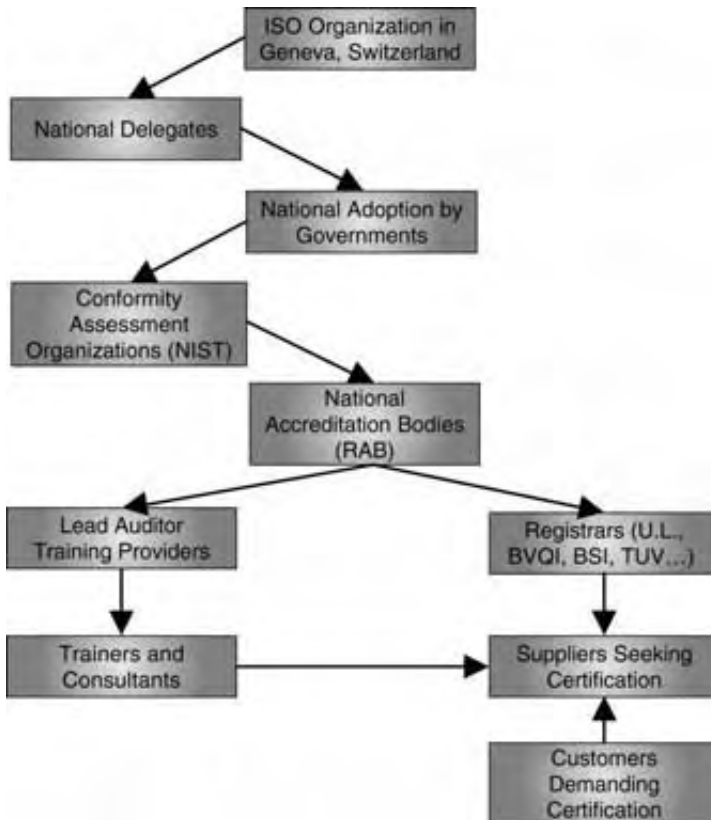 ISO Organization in
Geneva, Switzerland
National Delegates
National Adoption by
Governments
Conformity
Assessment
Organizations (NIST)
National
Accreditation Bodies
(RAB)
Lead Auditor
Training Providers
Registrars (U.L.,
BVQI, BSI, TUV…)
Trainers and
Consultants
Suppliers Seeking
Certification
Customers
Demanding
Certification